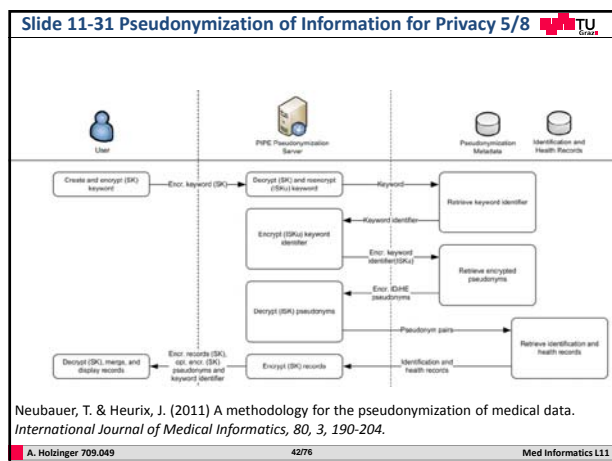 Slide 11-31 Pseudonymization of Information for Privacy 5/8
TU
Graz
User
PIPE Pseudonymization
Server
Pseudonymization
Metadata
Identification and
Health Records
Create and encrypt (SK)
keyword
Encr. keyword (SK)
Decrypt (SK) and reencrypt
(ISKu) keyword
Keyword
Retrieve keyword identifier
Keyword identifier
Encrypt (ISKu) keyword
identifier
Encr. keyword
identifier(ISKu)
Retrieve encrypted
pseudonyms
Encr. ID/HE
pseudonyms
Decrypt (ISK) pseudonyms
Pseudonym pairs
Retrieve identification and
health records
Identification and
health records
Encrypt (SK) records
Encr. records (SK),
opt. encr. (SK)
pseudonyms and
keyword identifier
Decrypt (SK), merge, and
display records
Neubauer, T. & Heurix, J. (2011) A methodology for the pseudonymization of medical data.
International Journal of Medical Informatics, 80, 3, 190-204.
A. Holzinger 709.049
42/76
Med Informatics L11